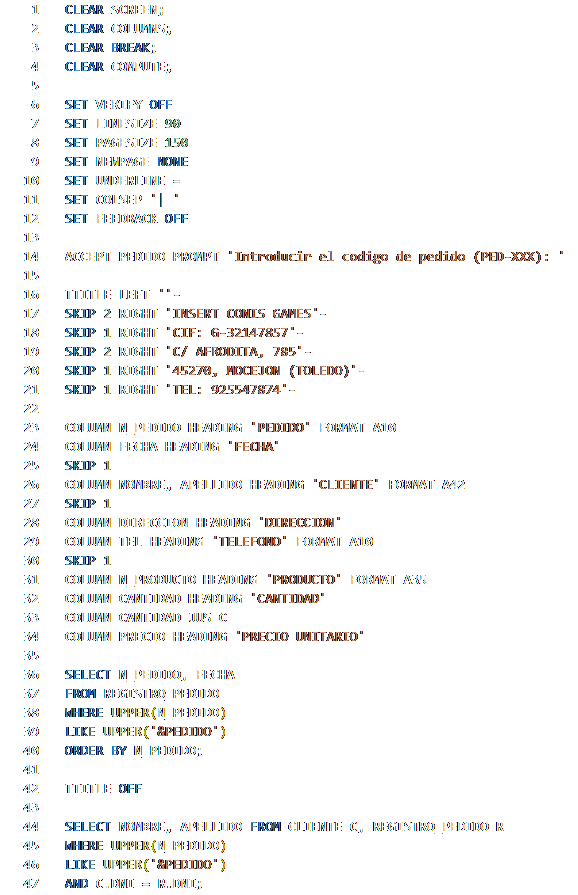 1 CLEAR SCREEN;
2 CLEAR COLUMNS;
3 CLEAR BREAK;
4 CLEAR COMPUTE;
5
6 SET VERIFY OFF
7 SET LINESIZE 90
8 SET PAGESIZE 150
9 SET NEWPAGE NONE
10 SET UNDERLINE =
11 SET COLSEP '| '
12 SET FEEDBACK OFF
13
14 ACCEPT PEDIDO PROMPT 'Introducir el codigo de pedido (PED-XXX): '
15
16 TTITLE LEFT ''-
17 SKIP 2 RIGHT 'INSERT COMIS GAMES'-
18 SKIP 1 RIGHT 'CIF: G-32147857'-
19 SKIP 2 RIGHT 'C/ AFRODITA, 785'-
20 SKIP 1 RIGHT '45270, MOCEJON (TOLEDO)'-
21 SKIP 1 RIGHT 'TEL: 925547874'-
22
23 COLUMN N_PEDIDO HEADING 'PEDIDO' FORMAT A10
24 COLUMN FECHA HEADING 'FECHA'
25 SKIP 1
26 COLUMN NOMBRE, APELLIDO HEADING 'CLIENTE' FORMAT A42
27 SKIP 1
28 COLUMN DIRECCION HEADING 'DIRECCION'
29 COLUMN TEL HEADING 'TELEFONO' FORMAT A10
30 SKIP 1
31 COLUMN N_PRODUCTO HEADING 'PRODUCTO' FORMAT A35
32 COLUMN CANTIDAD HEADING 'CANTIDAD'
33 COLUMN CANTIDAD JUS C
34 COLUMN PRECIO HEADING 'PRECIO UNITARIO'
35
36 SELECT N_PEDIDO, FECHA
37 FROM REGISTRO_PEDIDO
38 WHERE UPPER(N_PEDIDO)
39 LIKE UPPER('&PEDIDO')
40 ORDER BY N_PEDIDO;
41
42 TTITLE OFF
43
44 SELECT NOMBRE, APELLIDO FROM CLIENTE C, REGISTRO_PEDIDO R
45 WHERE UPPER(N_PEDIDO)
46 LIKE UPPER('&PEDIDO')
47 AND C.DNI = R.DNI;